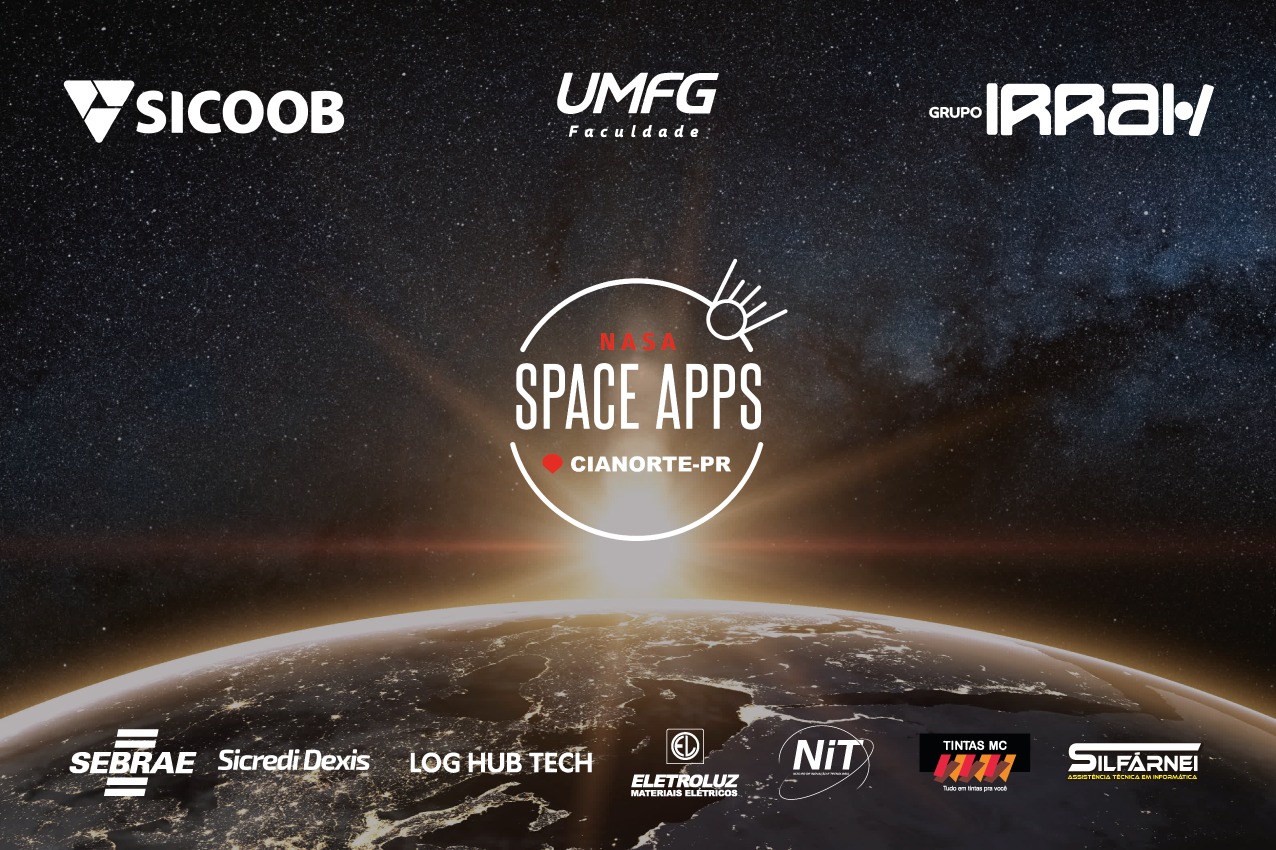 SICOOB
UMFG
Faculdade
GRUPO IRRAH
NASA
SPACE APPS
CIANORTE-PR
SEBRAE
Sicredi Dexis
LOG HUB TECH
EL
ELETROLUZ
MATERIAIS ELÉTRICOS
NiT
TINTAS MC
Tudo em tintas pra você
SILFÁRNEI
ASSISTÊNCIA TÉCNICA EM INFORMÁTICA